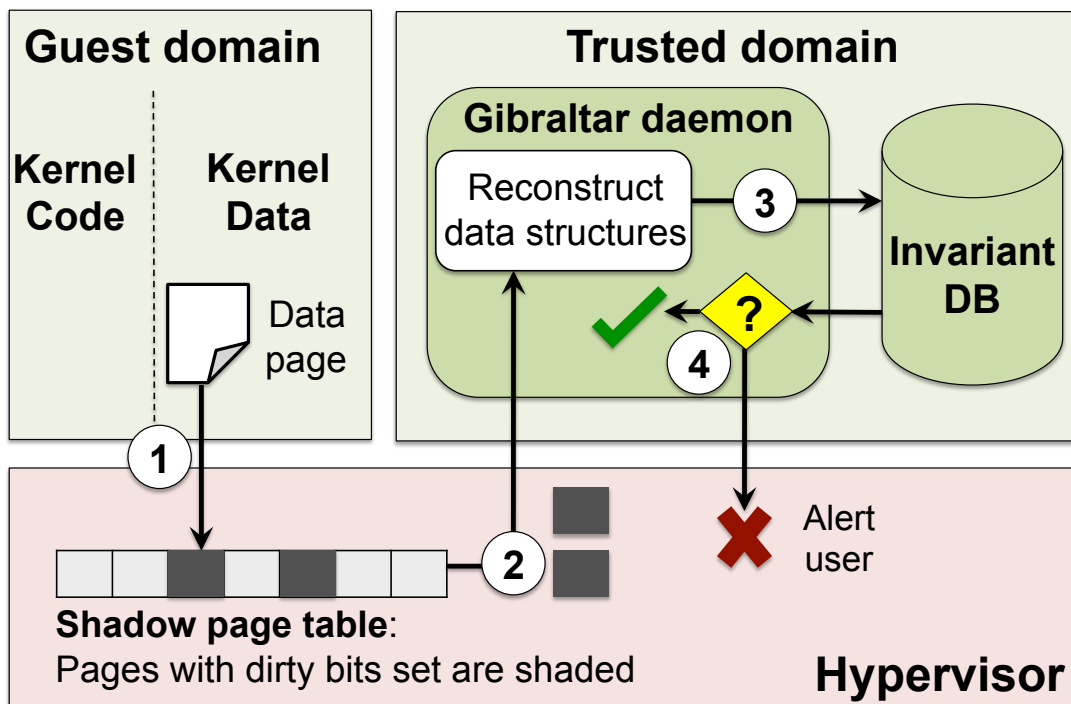 Guest domain
Kernel
Code
Kernel
Data
Data
page
1
Trusted domain
Gibraltar daemon
Reconstruct
data structures
3
Invariant
DB
?
4
2
Alert
user
Shadow page table:
Pages with dirty bits set are shaded
Hypervisor